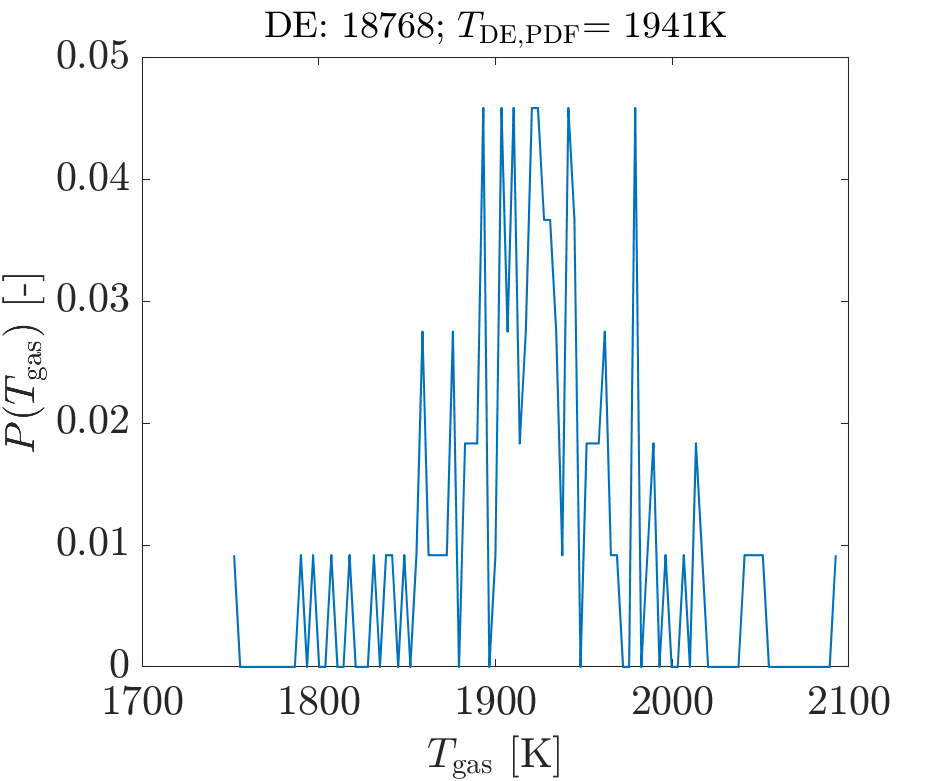 DE: 18768; T_DE,PDF= 1941K
0.05
0.04
0.03
0.02
0.01
0
P(T_gas) [-]
1700 1800 1900 2000 2100
T_gas [K]